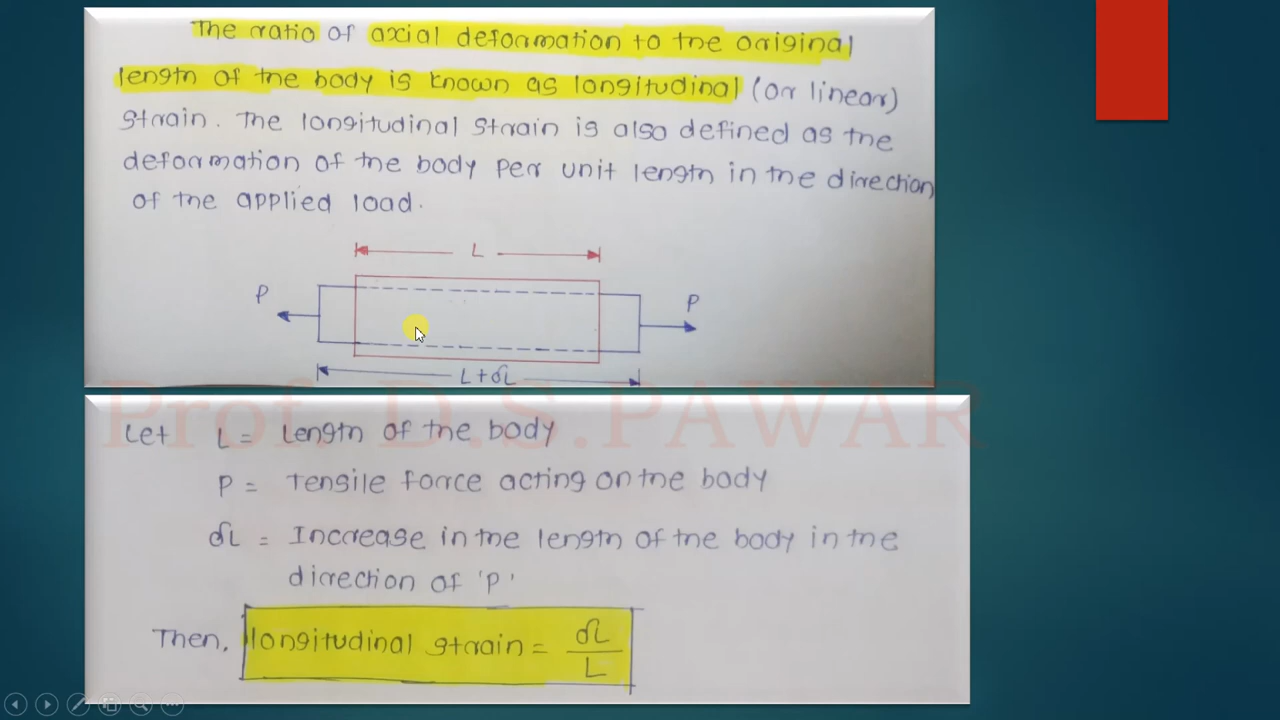 The ratio of axial deformation to the original
length of the body is known as longitudinal (or linear)
strain. The longitudinal strain is also defined as the
deformation of the body per unit length in the direction
of the applied load.
L
P
P
L+δL
Prof. D.S.PAWAR
Let L = Length of the body
P = Tensile force acting on the body
δL = Increase in the length of the body in the
direction of 'P'
Then, longitudinal strain = δL
L